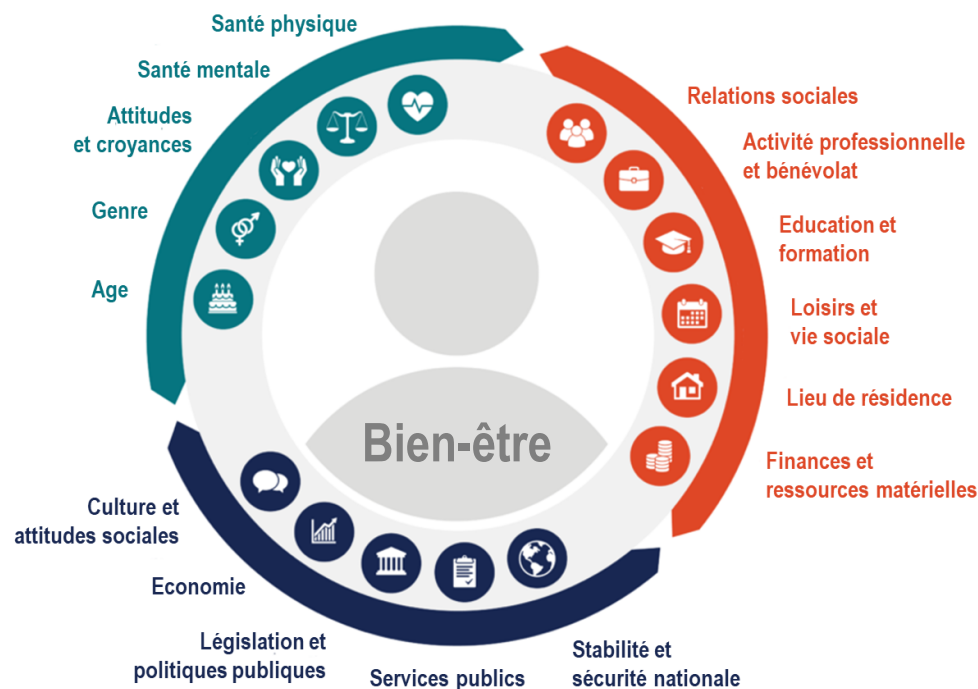 Santé physique
Santé mentale
Attitudes
et croyances
Genre
Age
Relations sociales
Activité professionnelle
et bénévolat
Education et
formation
Loisirs et
vie sociale
Lieu de résidence
Finances et
ressources matérielles
Bien-être
Culture et
attitudes sociales
Economie
Législation et
politiques publiques
Services publics
Stabilité et
sécurité nationale